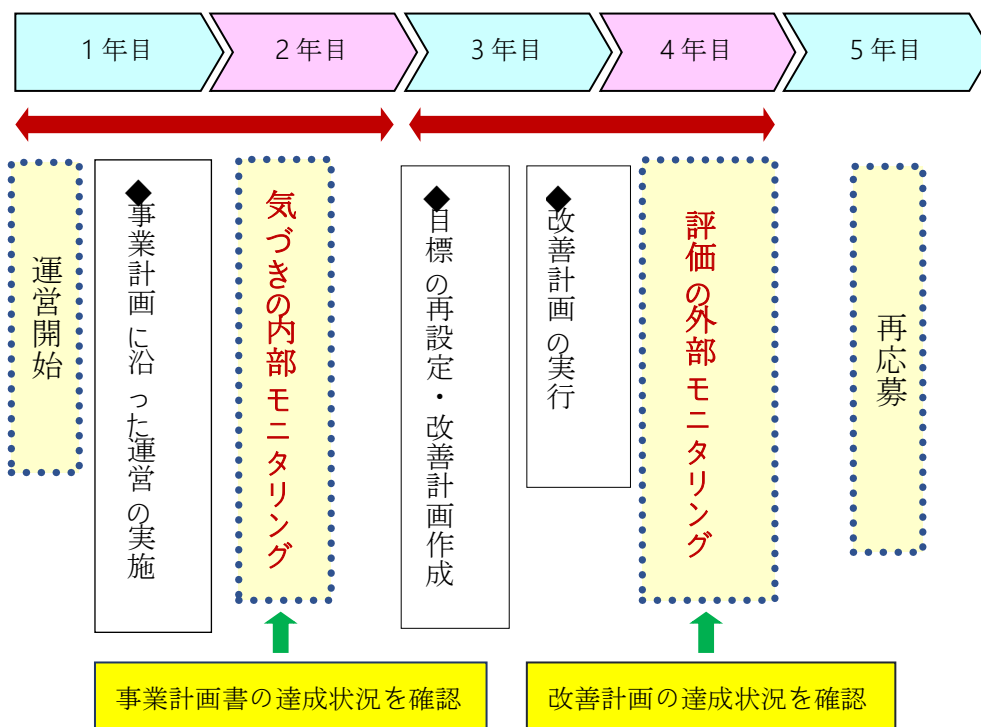 1年目
2年目
3年目
4年目
5年目
運営開始
◆事業計画に沿った運営の実施
気づきの内部モニタリング
◆目標の再設定・改善計画作成
◆改善計画の実行
評価の外部モニタリング
再応募
事業計画書の達成状況を確認
改善計画の達成状況を確認